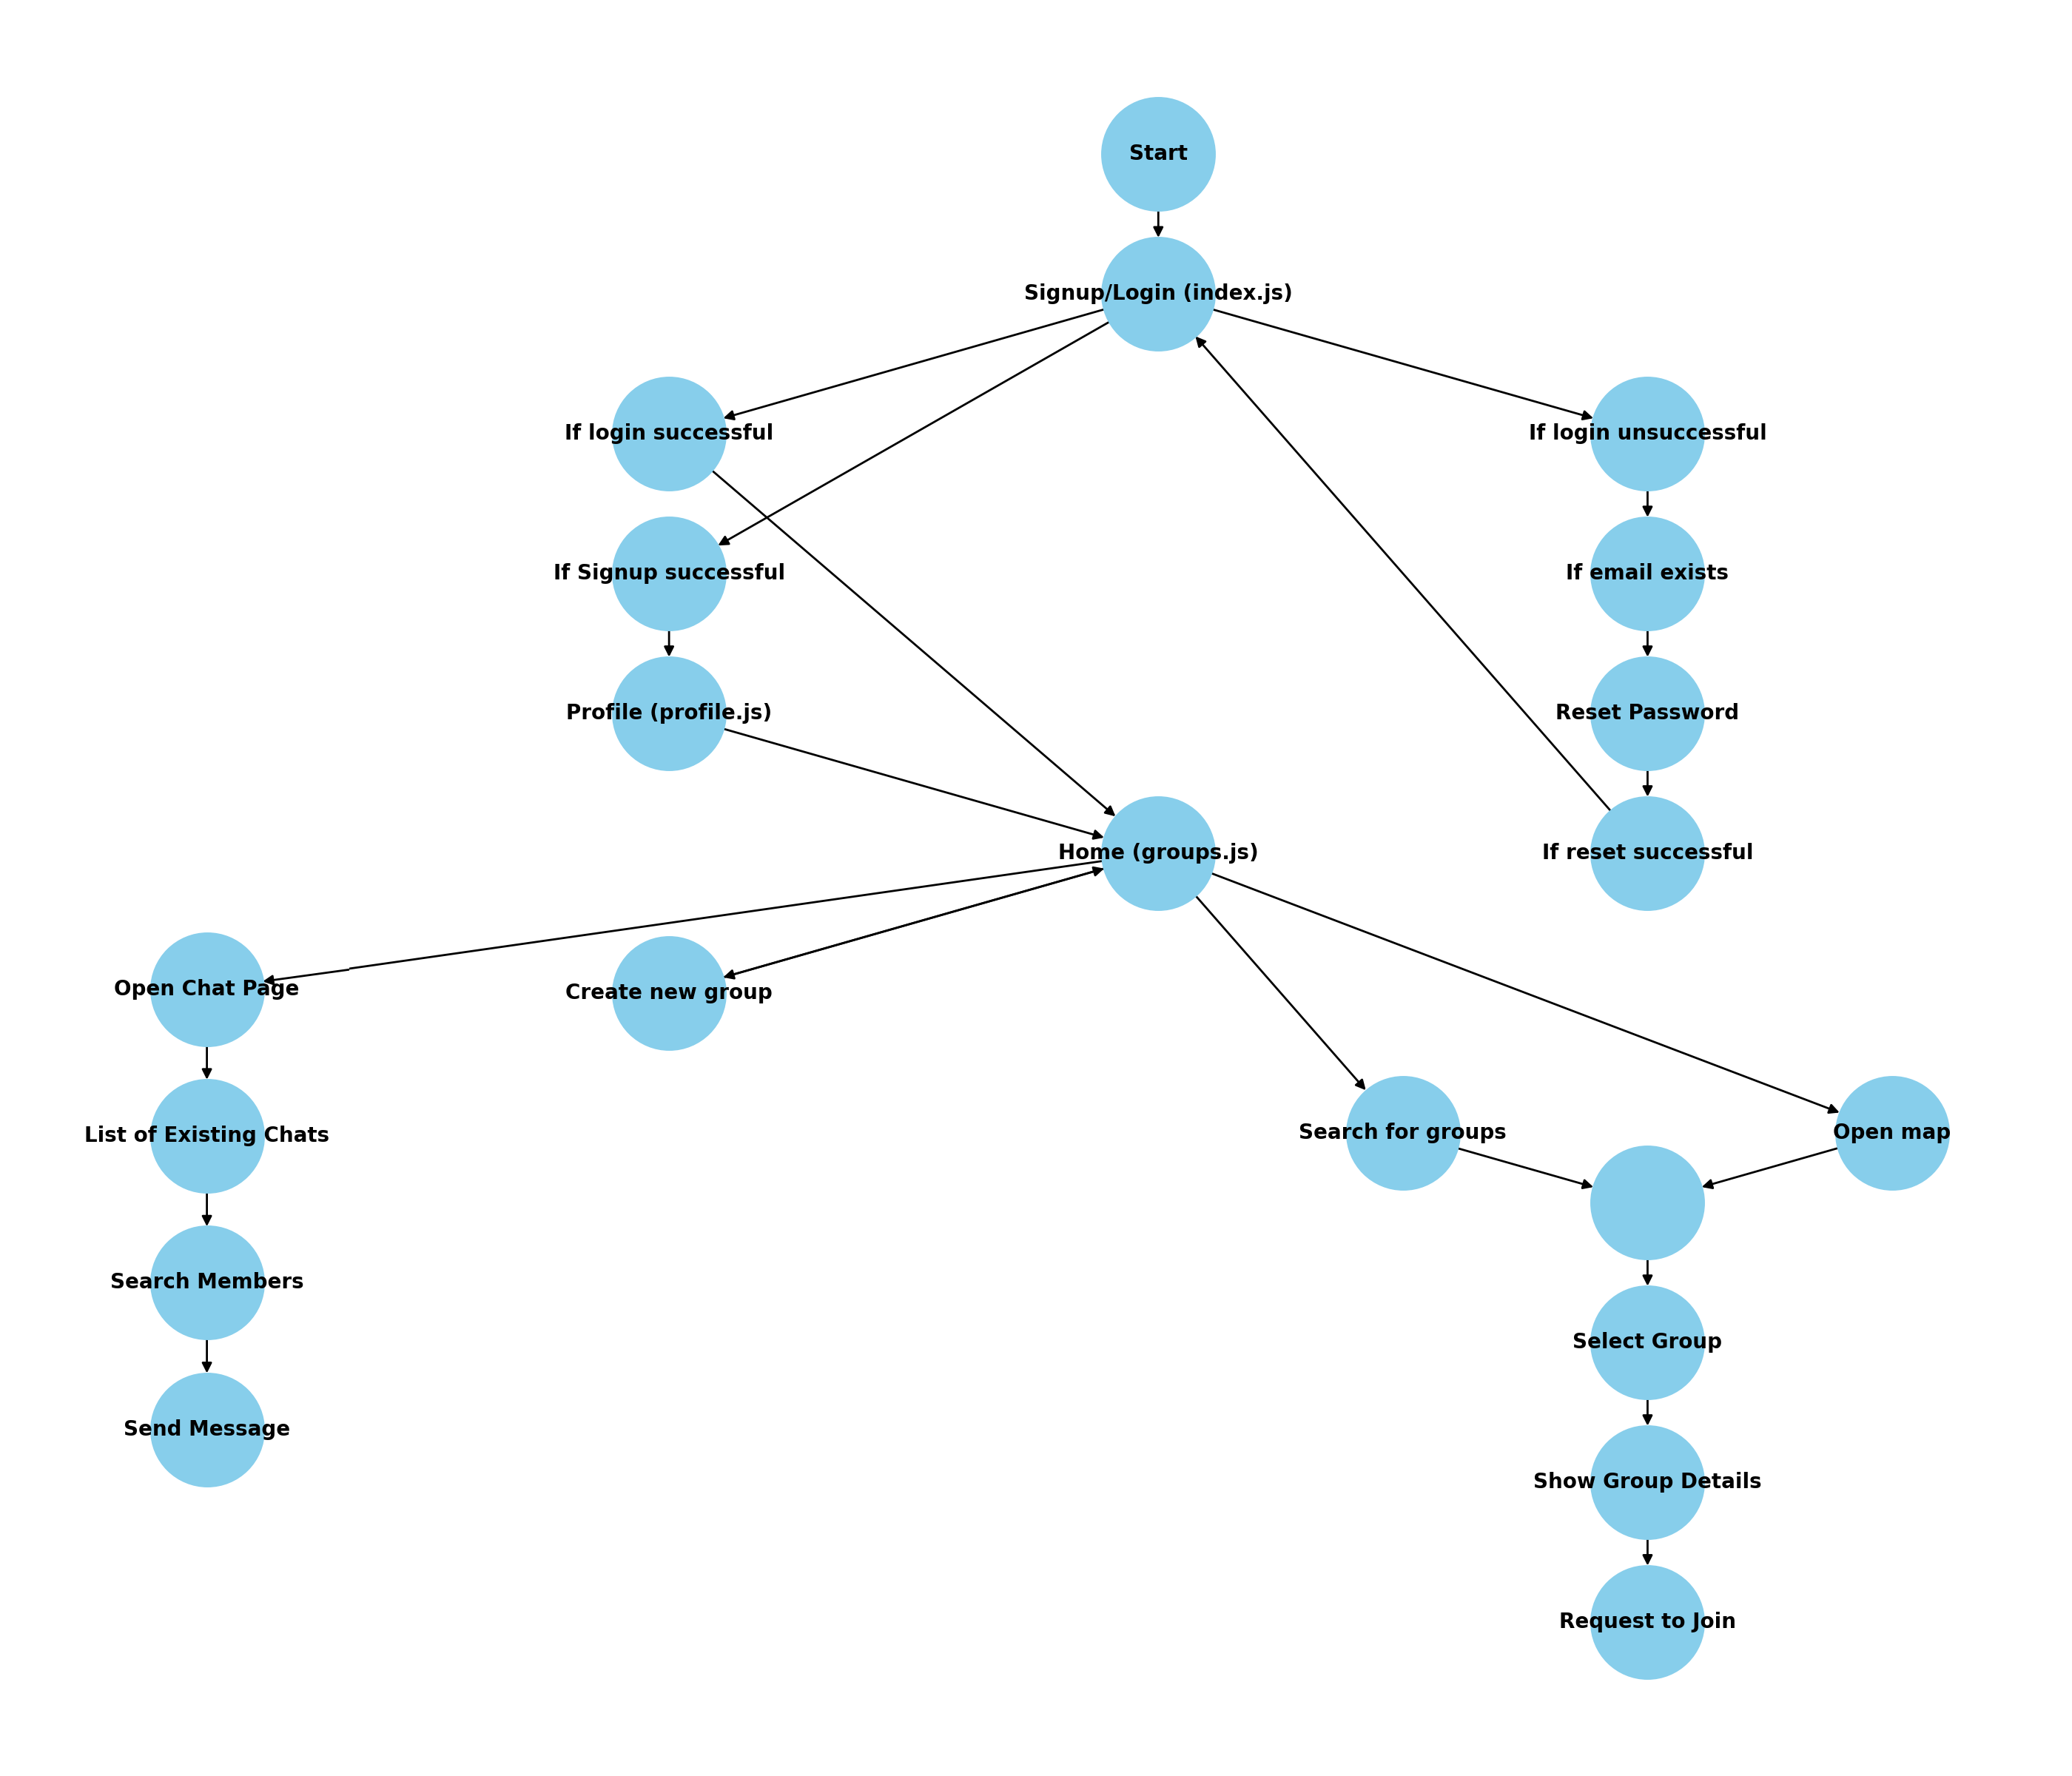 Start
Signup/Login (index.js)
If login successful
If login unsuccessful
If Signup successful
If email exists
Profile (profile.js)
Reset Password
Home (groups.js)
If reset successful
Open Chat Page
Create new group
List of Existing Chats
Search for groups
Open map
Search Members
Select Group
Send Message
Show Group Details
Request to Join